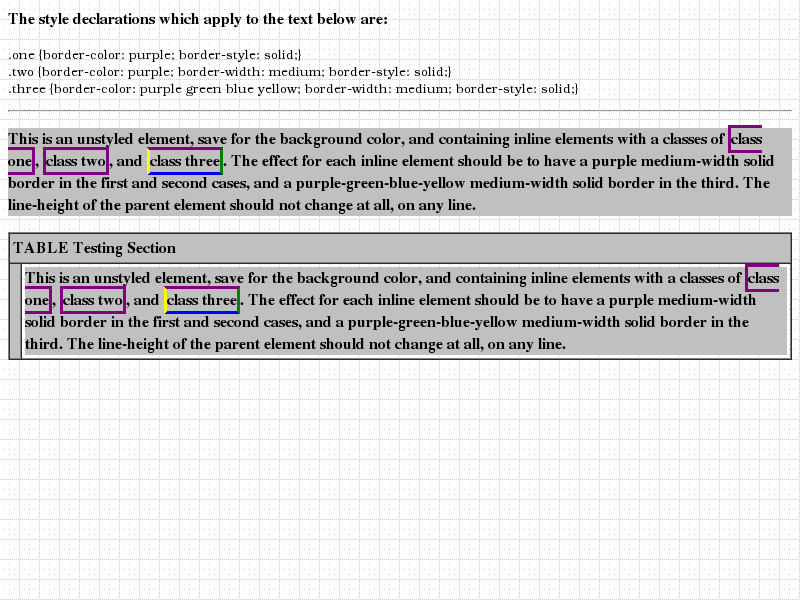 The style declarations which apply to the text below are:
.one {border-color: purple; border-style: solid;}
.two {border-color: purple; border-width: medium; border-style: solid;}
.three {border-color: purple green blue yellow; border-width: medium; border-style: solid;}
This is an unstyled element, save for the background color, and containing inline elements with a classes of class
one, class two, and class three. The effect for each inline element should be to have a purple medium-width solid
border in the first and second cases, and a purple-green-blue-yellow medium-width solid border in the third. The
line-height of the parent element should not change at all, on any line.
TABLE Testing Section
This is an unstyled element, save for the background color, and containing inline elements with a classes of class
one, class two, and class three. The effect for each inline element should be to have a purple medium-width
solid border in the first and second cases, and a purple-green-blue-yellow medium-width solid border in the
third. The line-height of the parent element should not change at all, on any line.